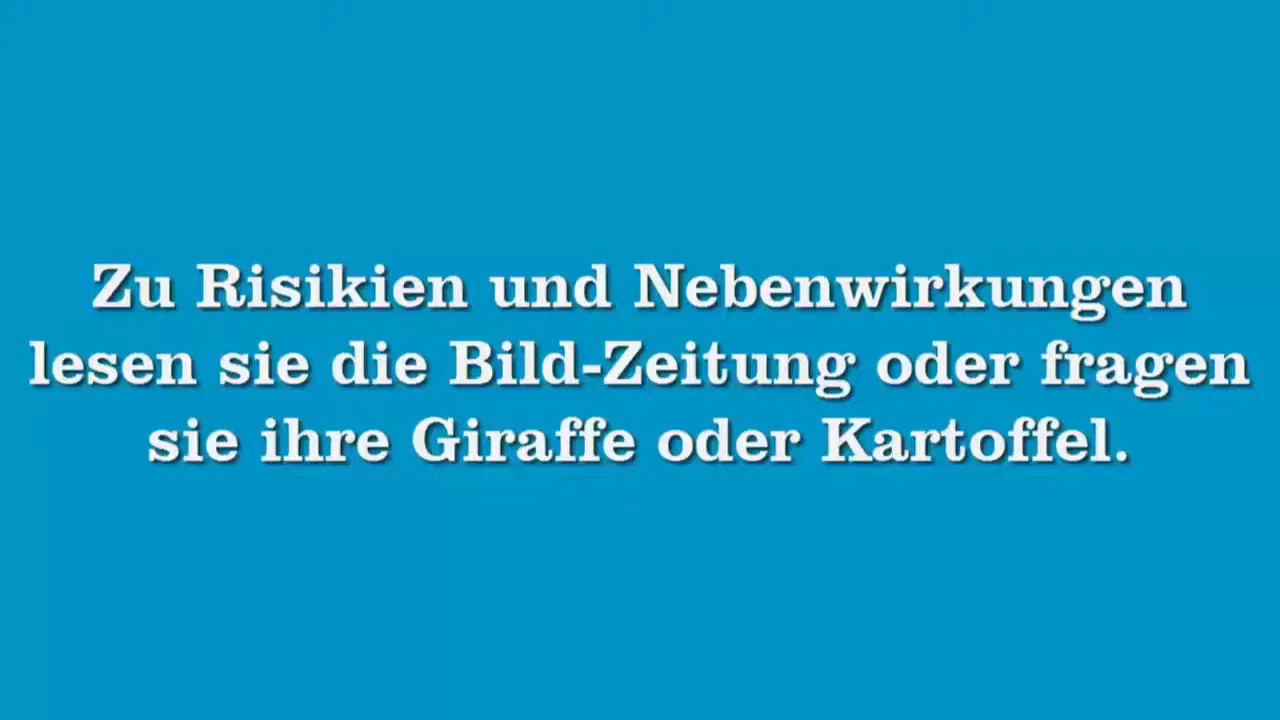 Zu Risikien und Nebenwirkungen
lesen sie die Bild-Zeitung oder fragen
sie ihre Giraffe oder Kartoffel.